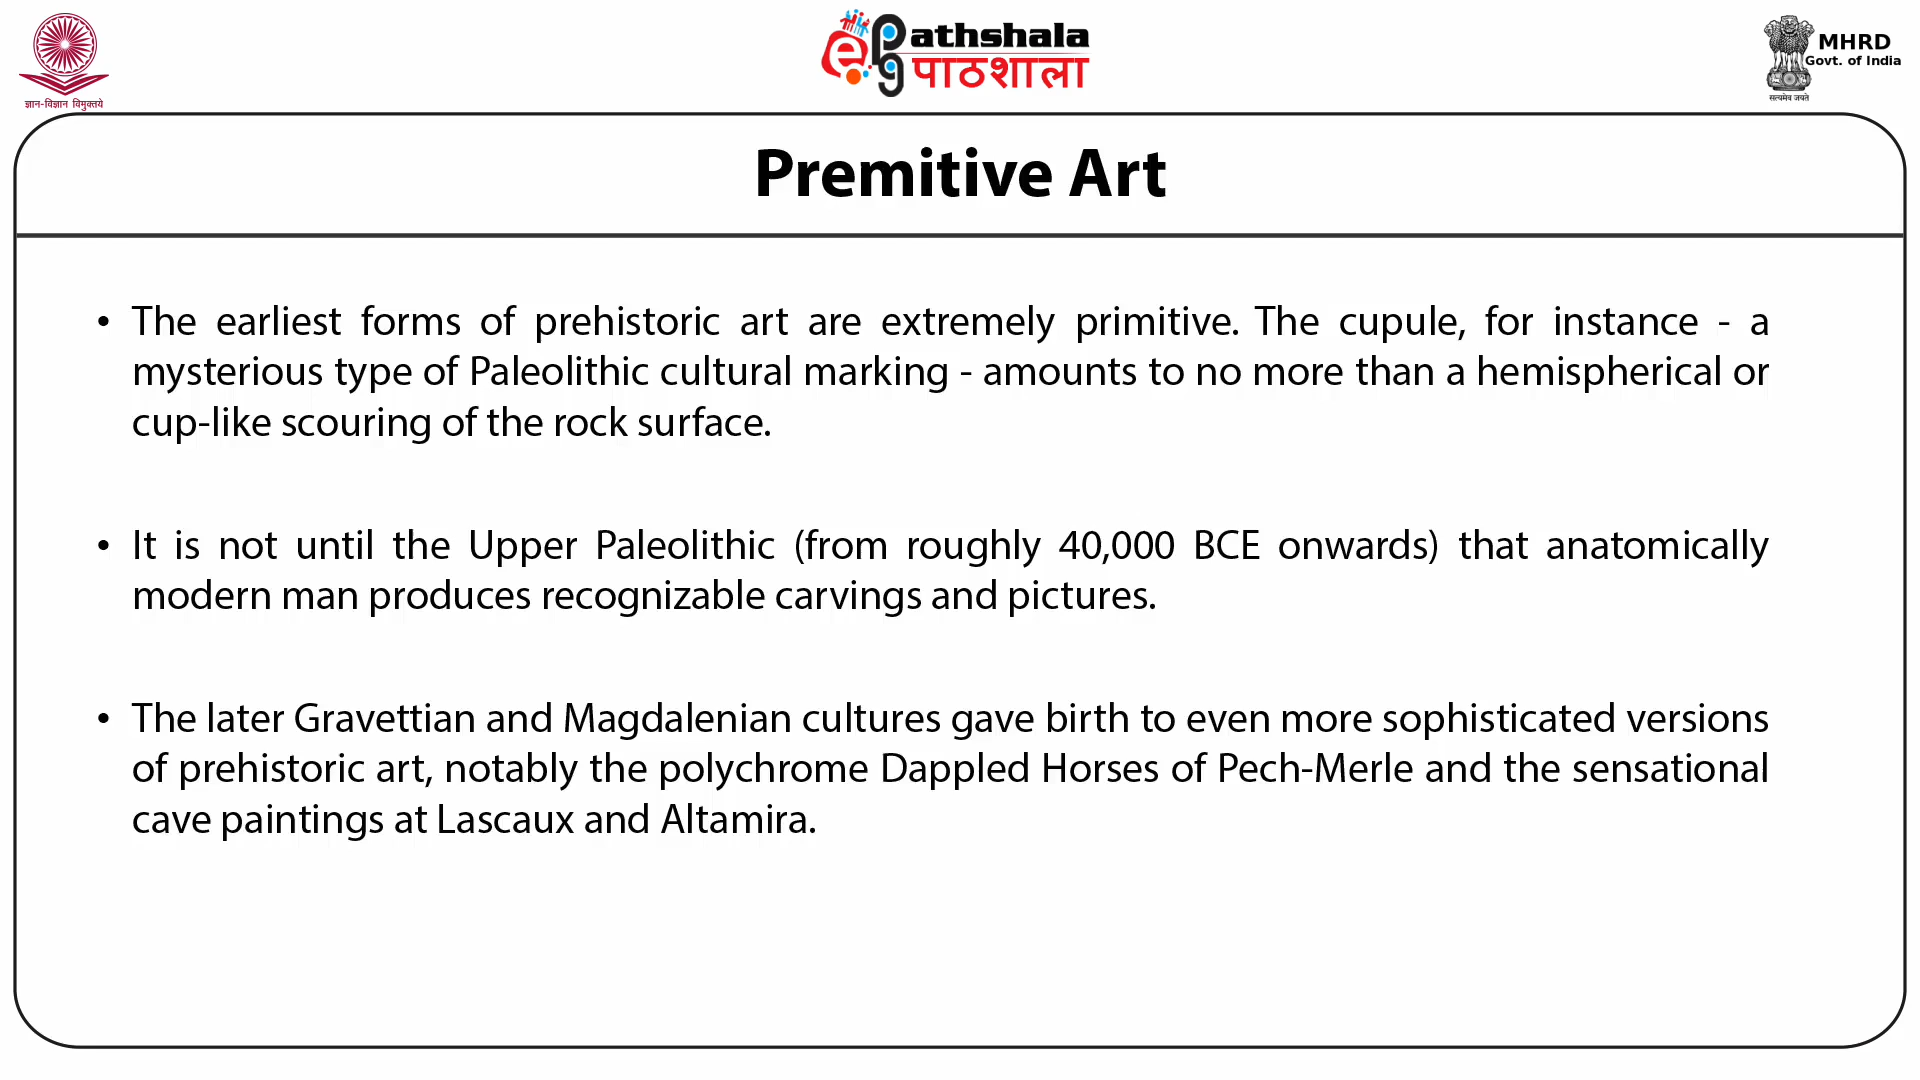 ज्ञान-विज्ञान विमुक्तये
ePathshala
पाठशाला
MHRD
Govt. of India
सत्यमेव जयते
Premitive Art
• The earliest forms of prehistoric art are extremely primitive. The cupule, for instance - a
mysterious type of Paleolithic cultural marking - amounts to no more than a hemispherical or
cup-like scouring of the rock surface.
• It is not until the Upper Paleolithic (from roughly 40,000 BCE onwards) that anatomically
modern man produces recognizable carvings and pictures.
• The later Gravettian and Magdalenian cultures gave birth to even more sophisticated versions
of prehistoric art, notably the polychrome Dappled Horses of Pech-Merle and the sensational
cave paintings at Lascaux and Altamira.